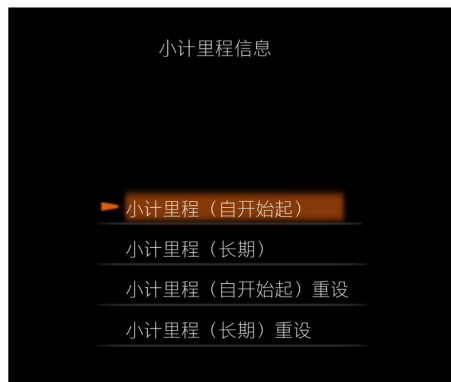 小计里程信息
小计里程（自开始起）
小计里程（长期）
小计里程（自开始起）重设
小计里程（长期）重设